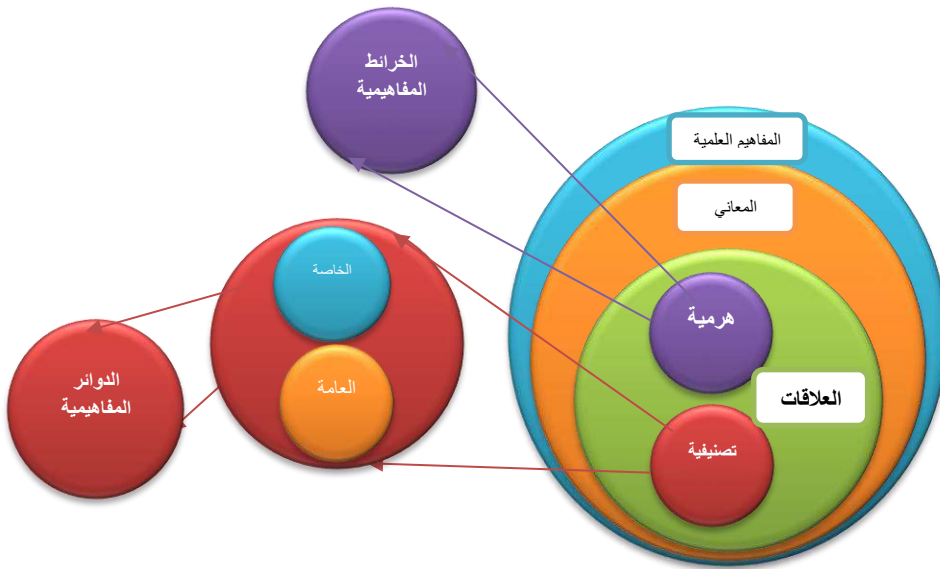 الخرائط
المفاهيمية
المفاهيم العلمية
المعاني
الخاصة
هرمية
العامة
الدوائر
المفاهيمية
العلاقات
تصنيفية